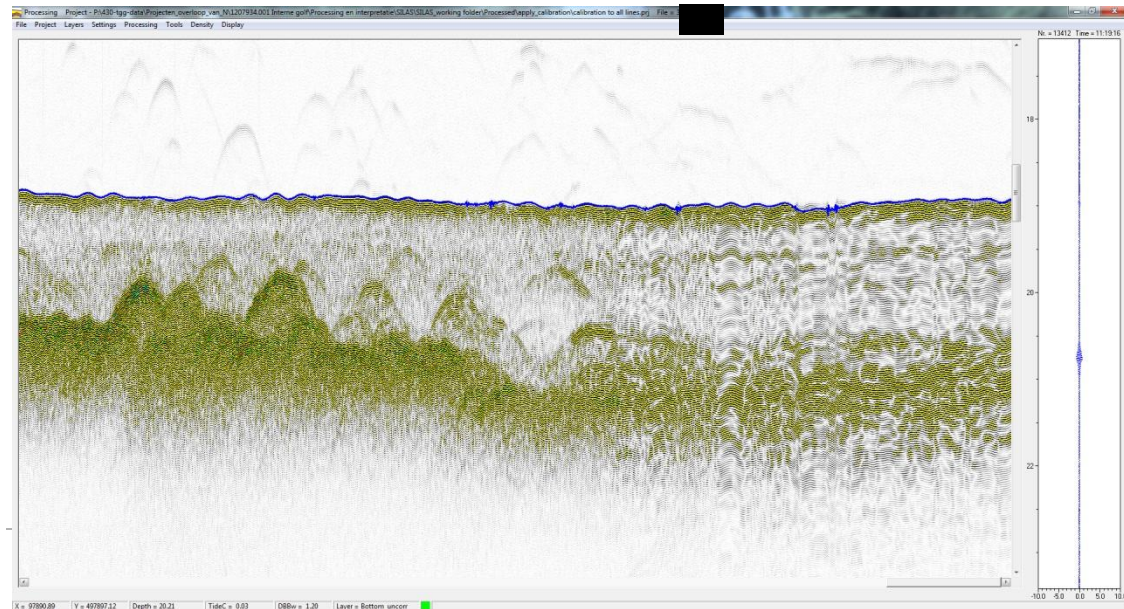 Processing Project - P:\430-tgg-data\Projecten_overloop_van_N\1207934.001 Interne golf\Processing en interpretatie\SILAS\SILAS_working folder\Processed\apply_calibration\calibration to all lines.prj File =
File Project Layers Settings Processing Tools Density Display
Nr. = 13412 Time = 11:19:16
18
20
22
-10.0 -5.0 0.0 5.0 10.0
X = 97890.89 Y = 497897.12 Depth = 20.21 TideC = 0.03 DBBw = 1.20 Layer = Bottom_uncorr